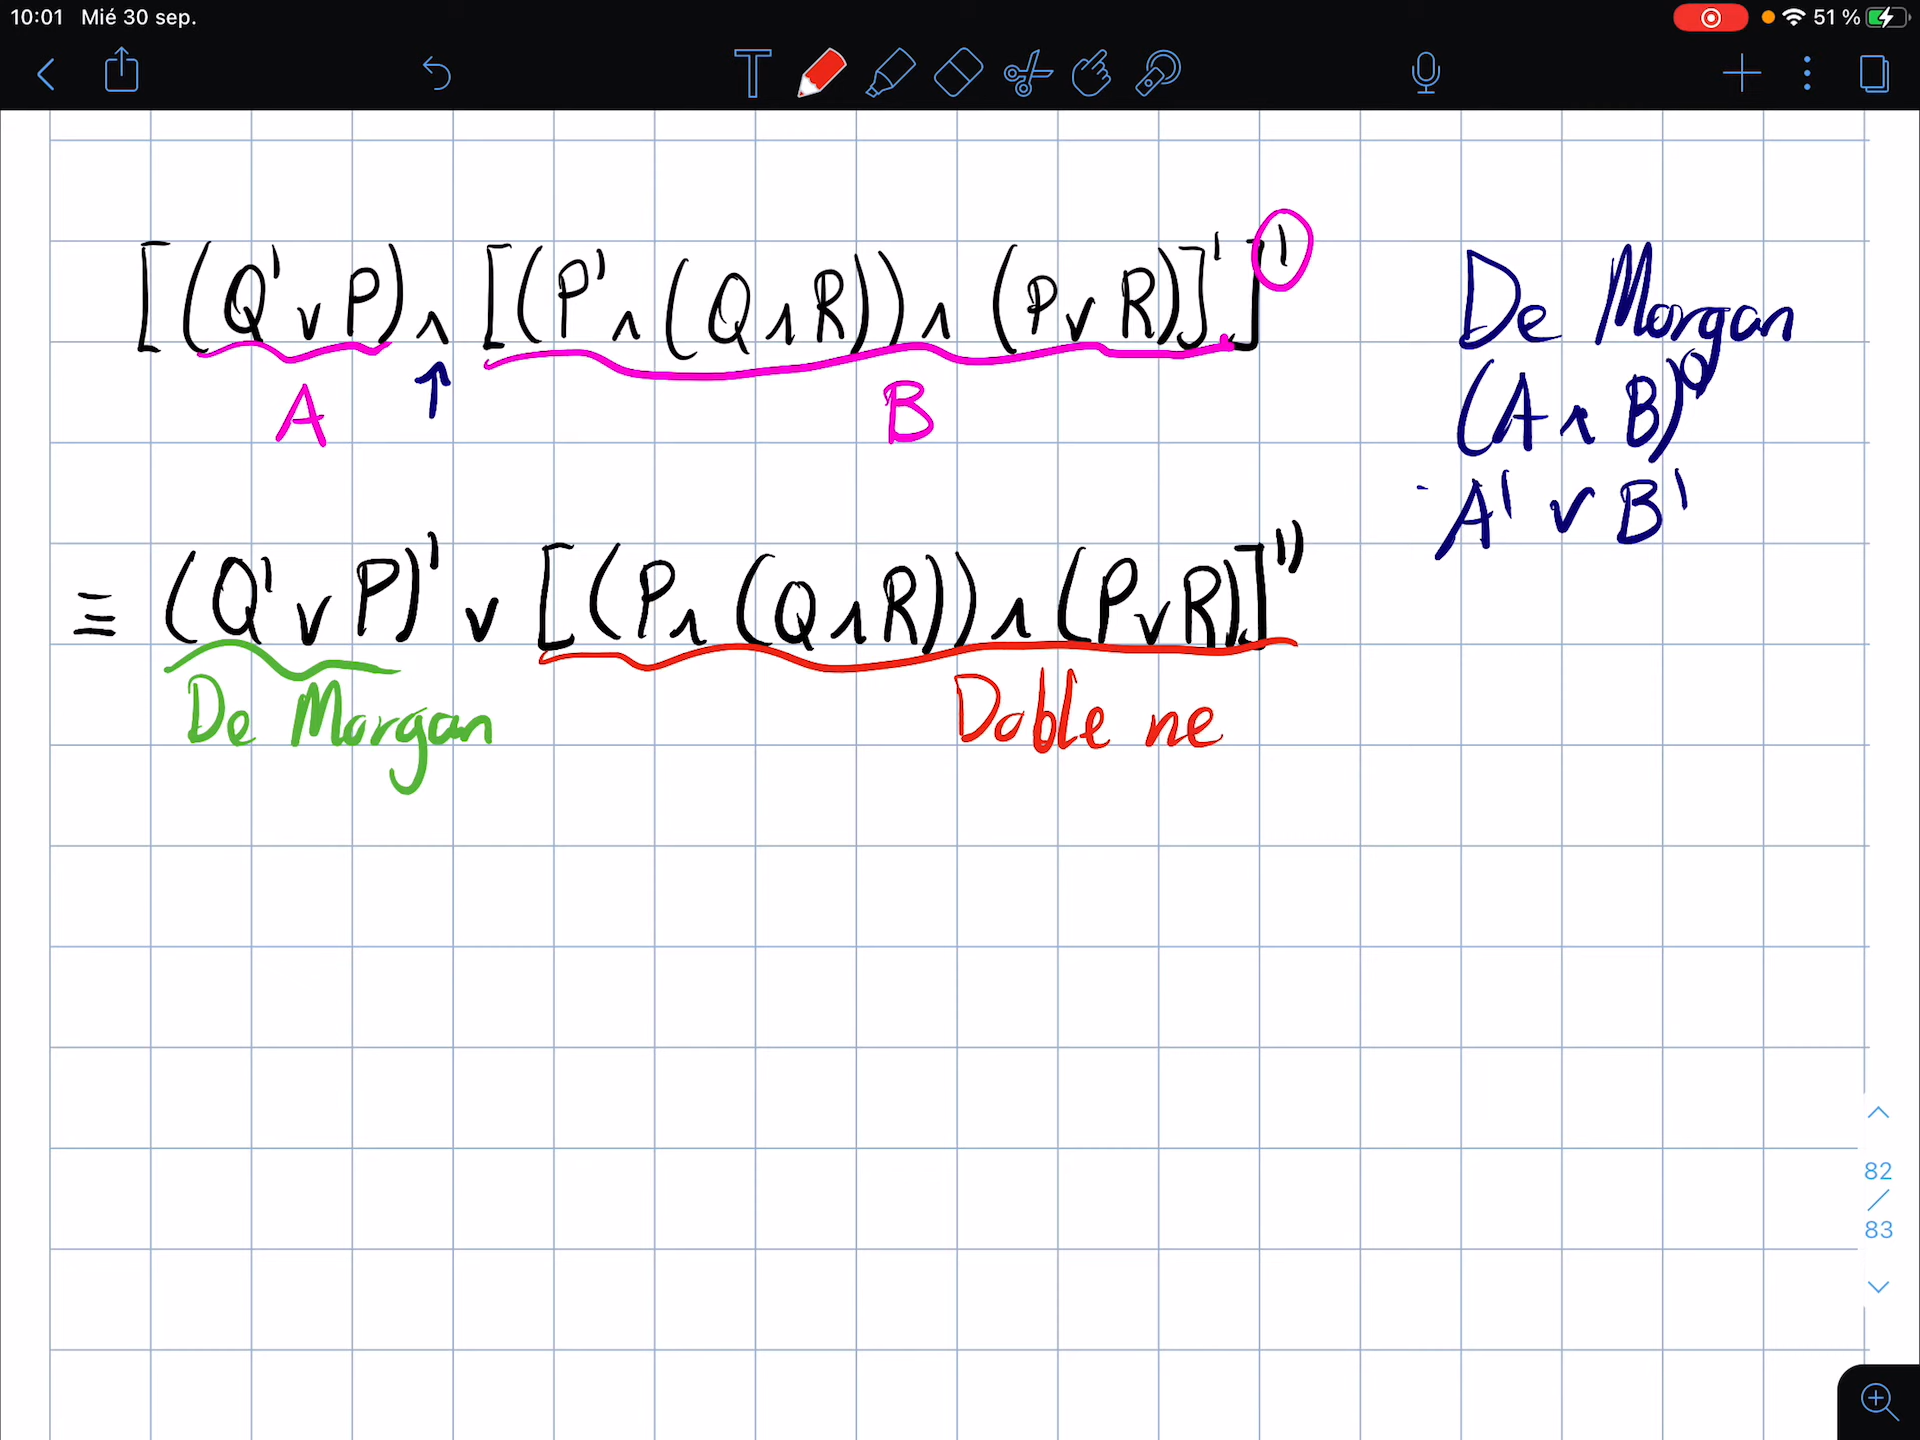 10:01 Mié 30 sep.
51 %
T
[(Q' ∨ P) ∧ [(P' ∧ (Q ∧ R)) ∧ (P ∨ R)]']'
A ↑ B
De Morgan
(A ∧ B)'
A' ∨ B'
≡ (Q' ∨ P)' ∨ [(P ∧ (Q ∧ R)) ∧ (P ∨ R)]''
De Morgan
Doble ne
82
/
83